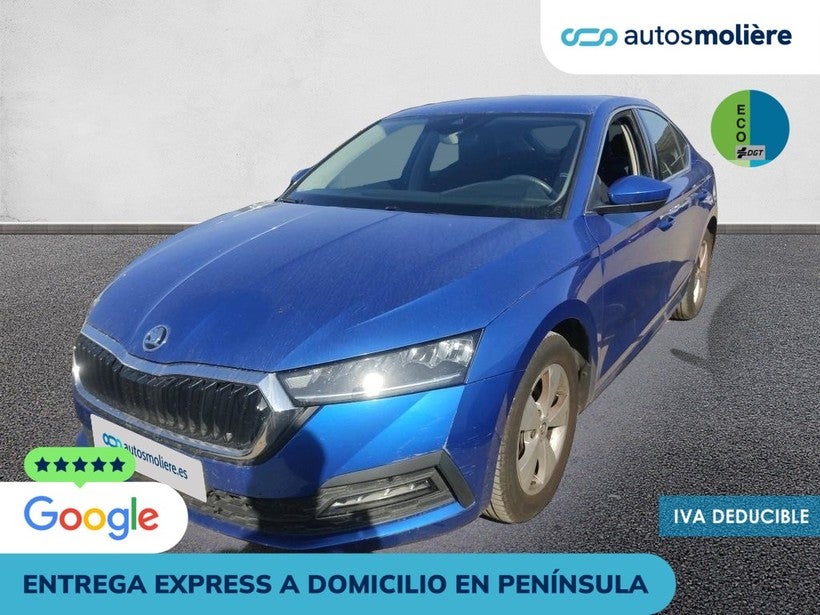 autosmolière
ECO
DGT
autosmoliere.es
Google
IVA DEDUCIBLE
ENTREGA EXPRESS A DOMICILIO EN PENÍNSULA